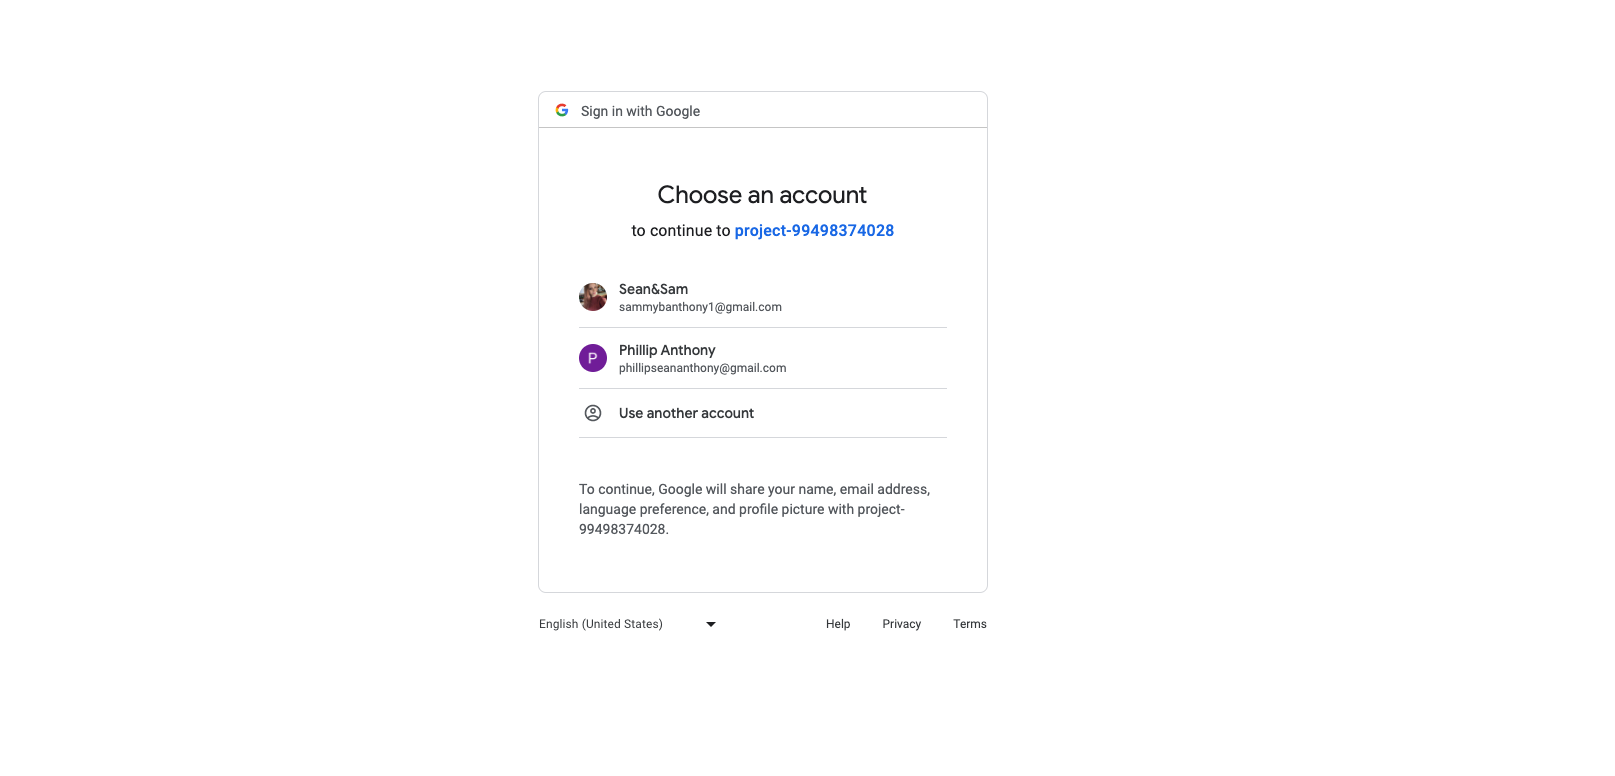 Sign in with Google
Choose an account
to continue to project-99498374028
Sean&Sam
sammybanthony1@gmail.com
P
Phillip Anthony
phillipseananthony@gmail.com
Use another account
To continue, Google will share your name, email address,
language preference, and profile picture with project-
99498374028.
English (United States)
Help
Privacy
Terms